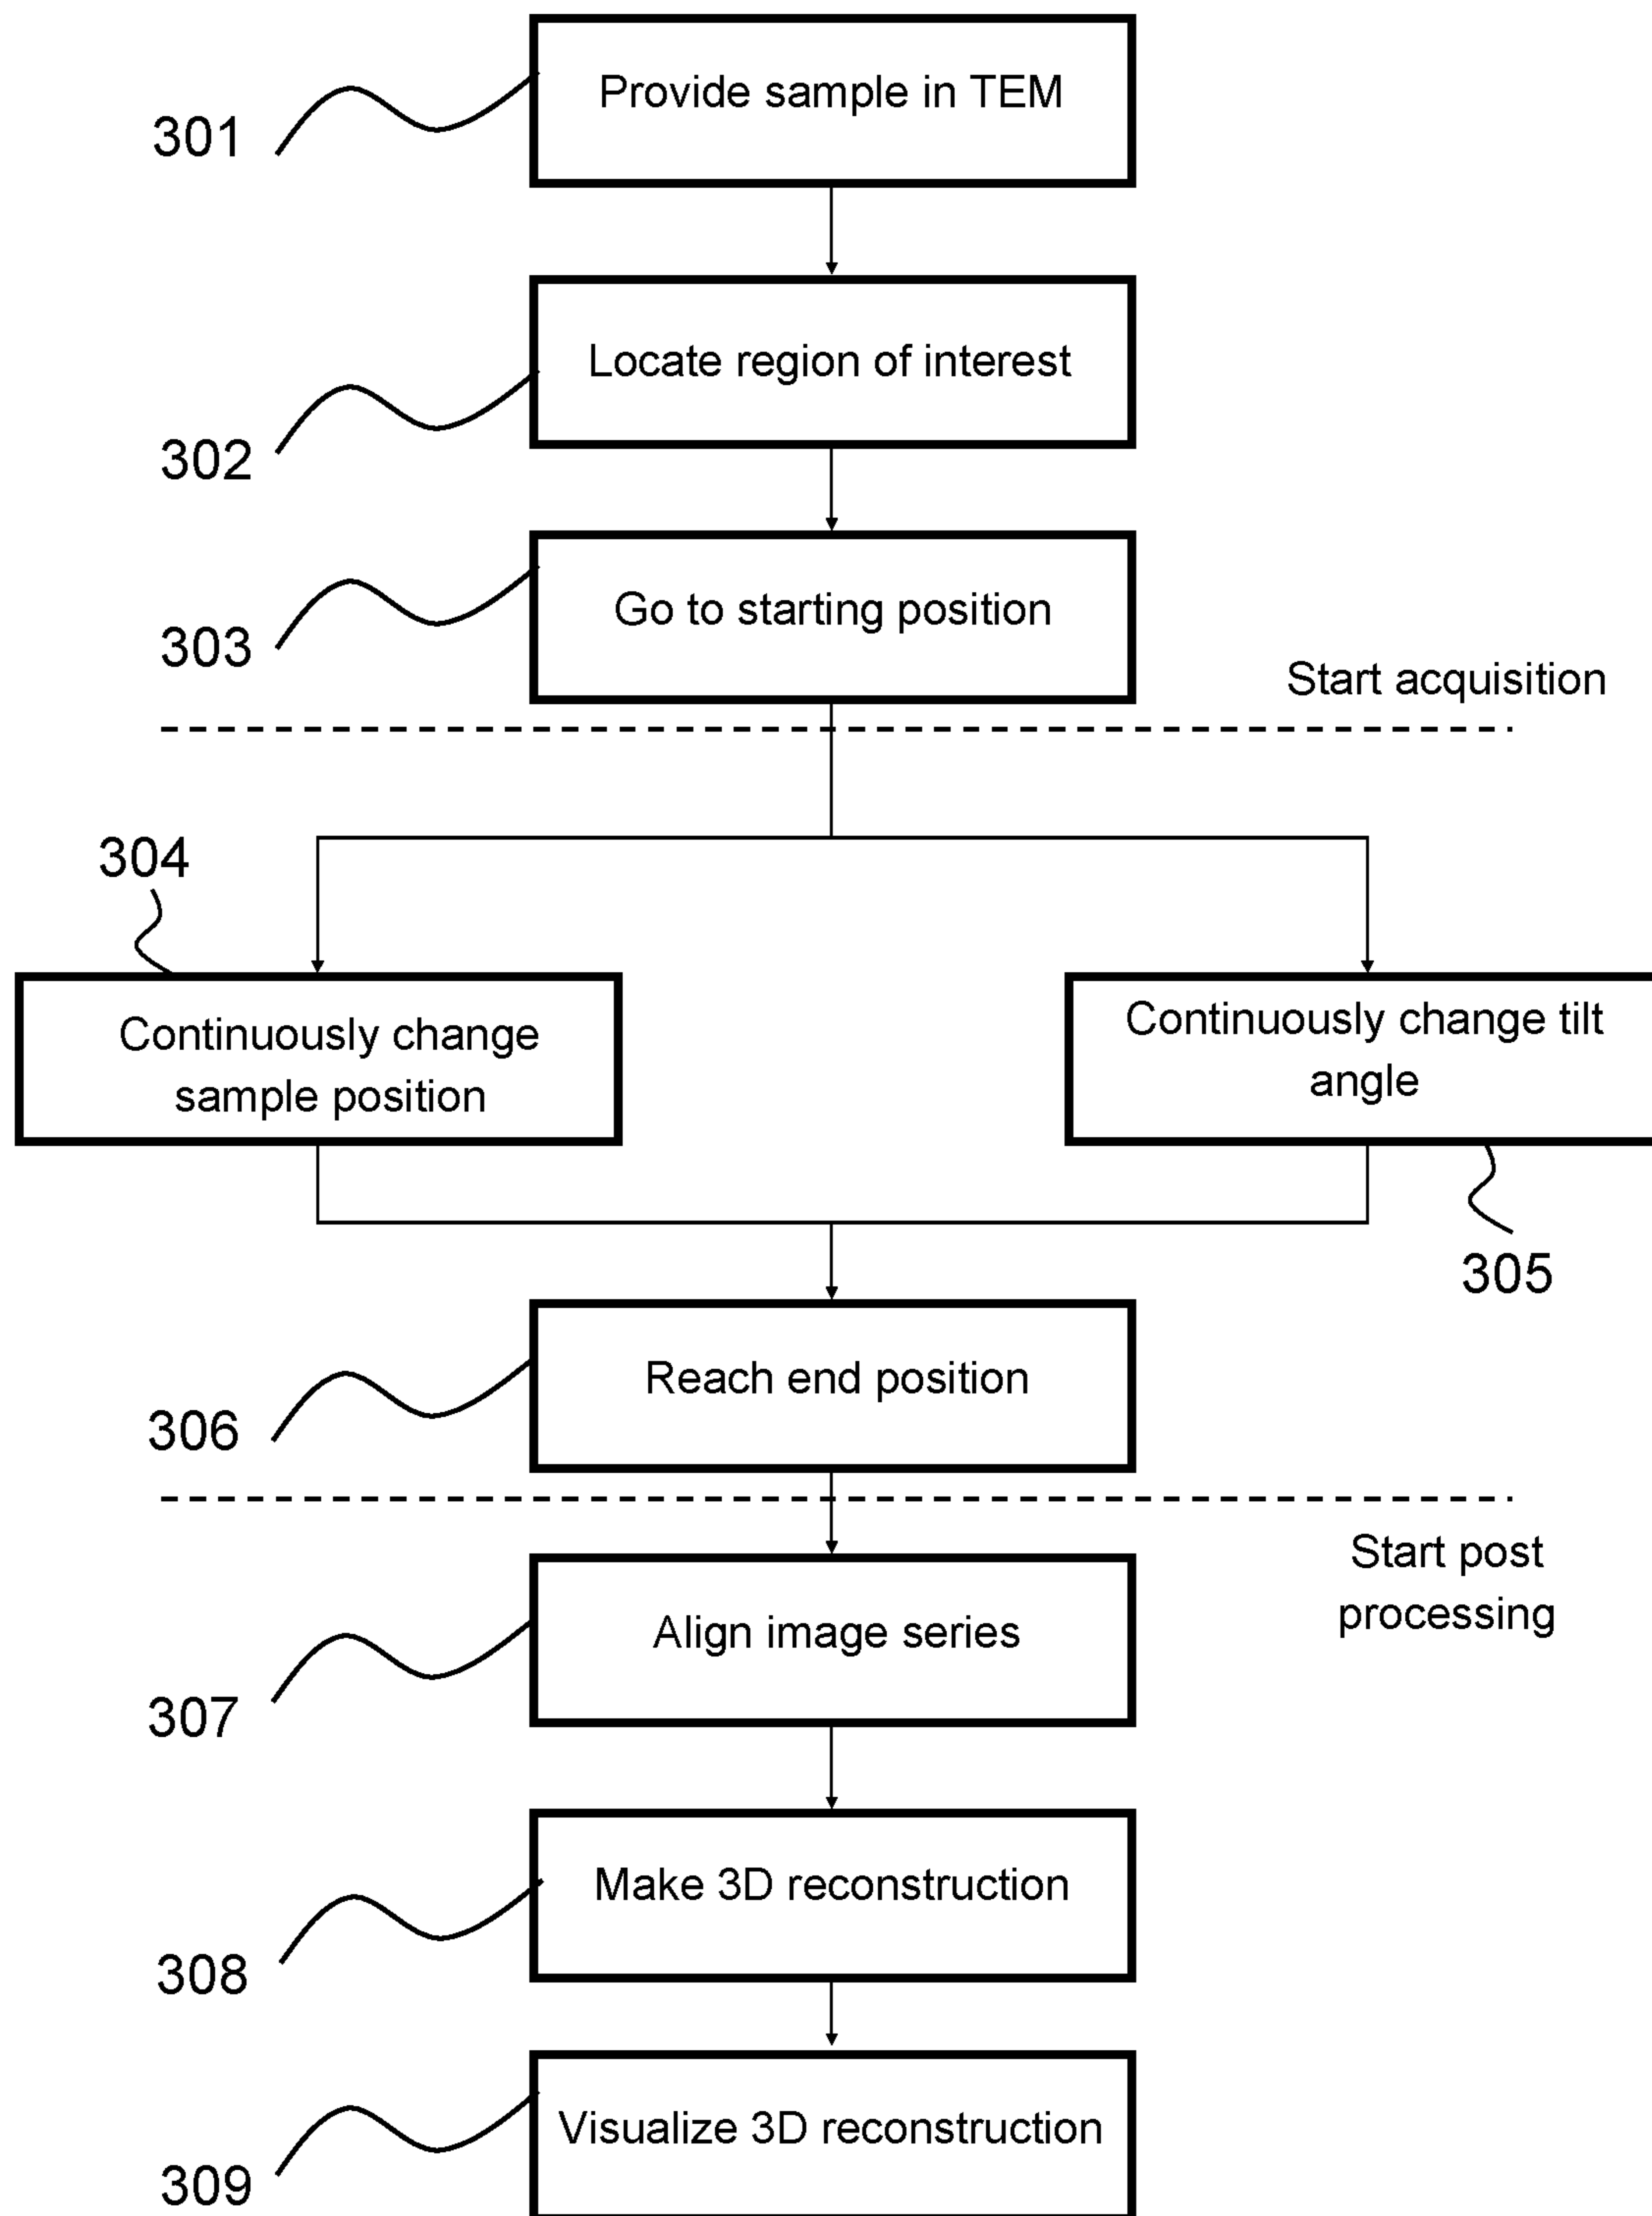 Provide sample in TEM
301
Locate region of interest
302
Go to starting position
303
Start acquisition
304
Continuously change
sample position
Continuously change tilt
angle
305
Reach end position
306
Start post
processing
Align image series
307
Make 3D reconstruction
308
Visualize 3D reconstruction
309